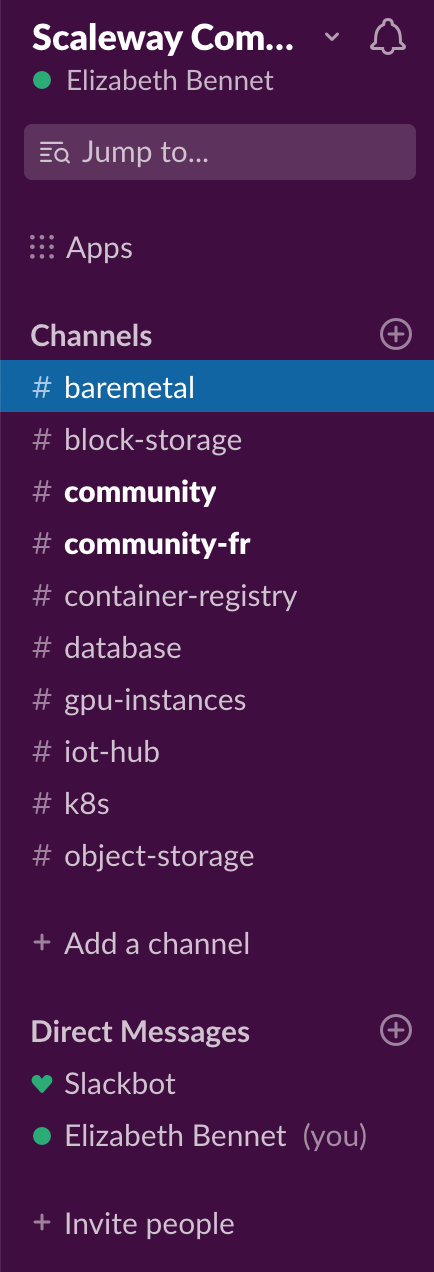 Scaleway Com...
Elizabeth Bennet
Jump to...
Apps
Channels
# baremetal
# block-storage
# community
# community-fr
# container-registry
# database
# gpu-instances
# iot-hub
# k8s
# object-storage
+ Add a channel
Direct Messages
Slackbot
Elizabeth Bennet (you)
+ Invite people